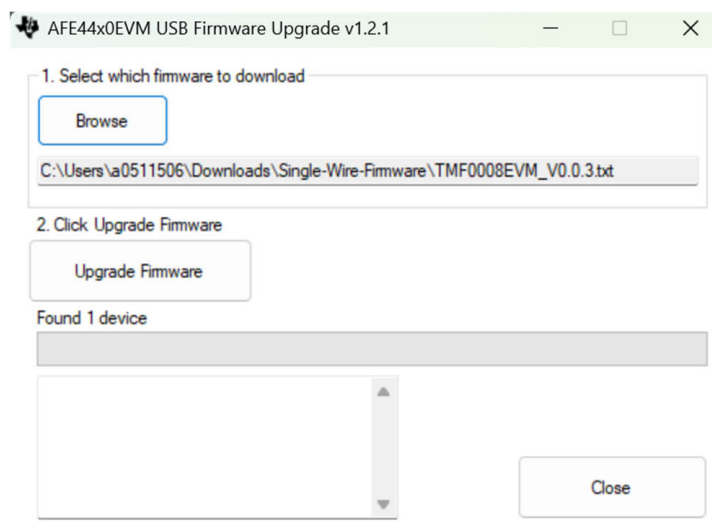 AFE44x0EVM USB Firmware Upgrade v1.2.1
1. Select which firmware to download
Browse
C:\Users\a0511506\Downloads\Single-Wire-Firmware\TMF0008EVM_V0.0.3.txt
2. Click Upgrade Firmware
Upgrade Firmware
Found 1 device
Close